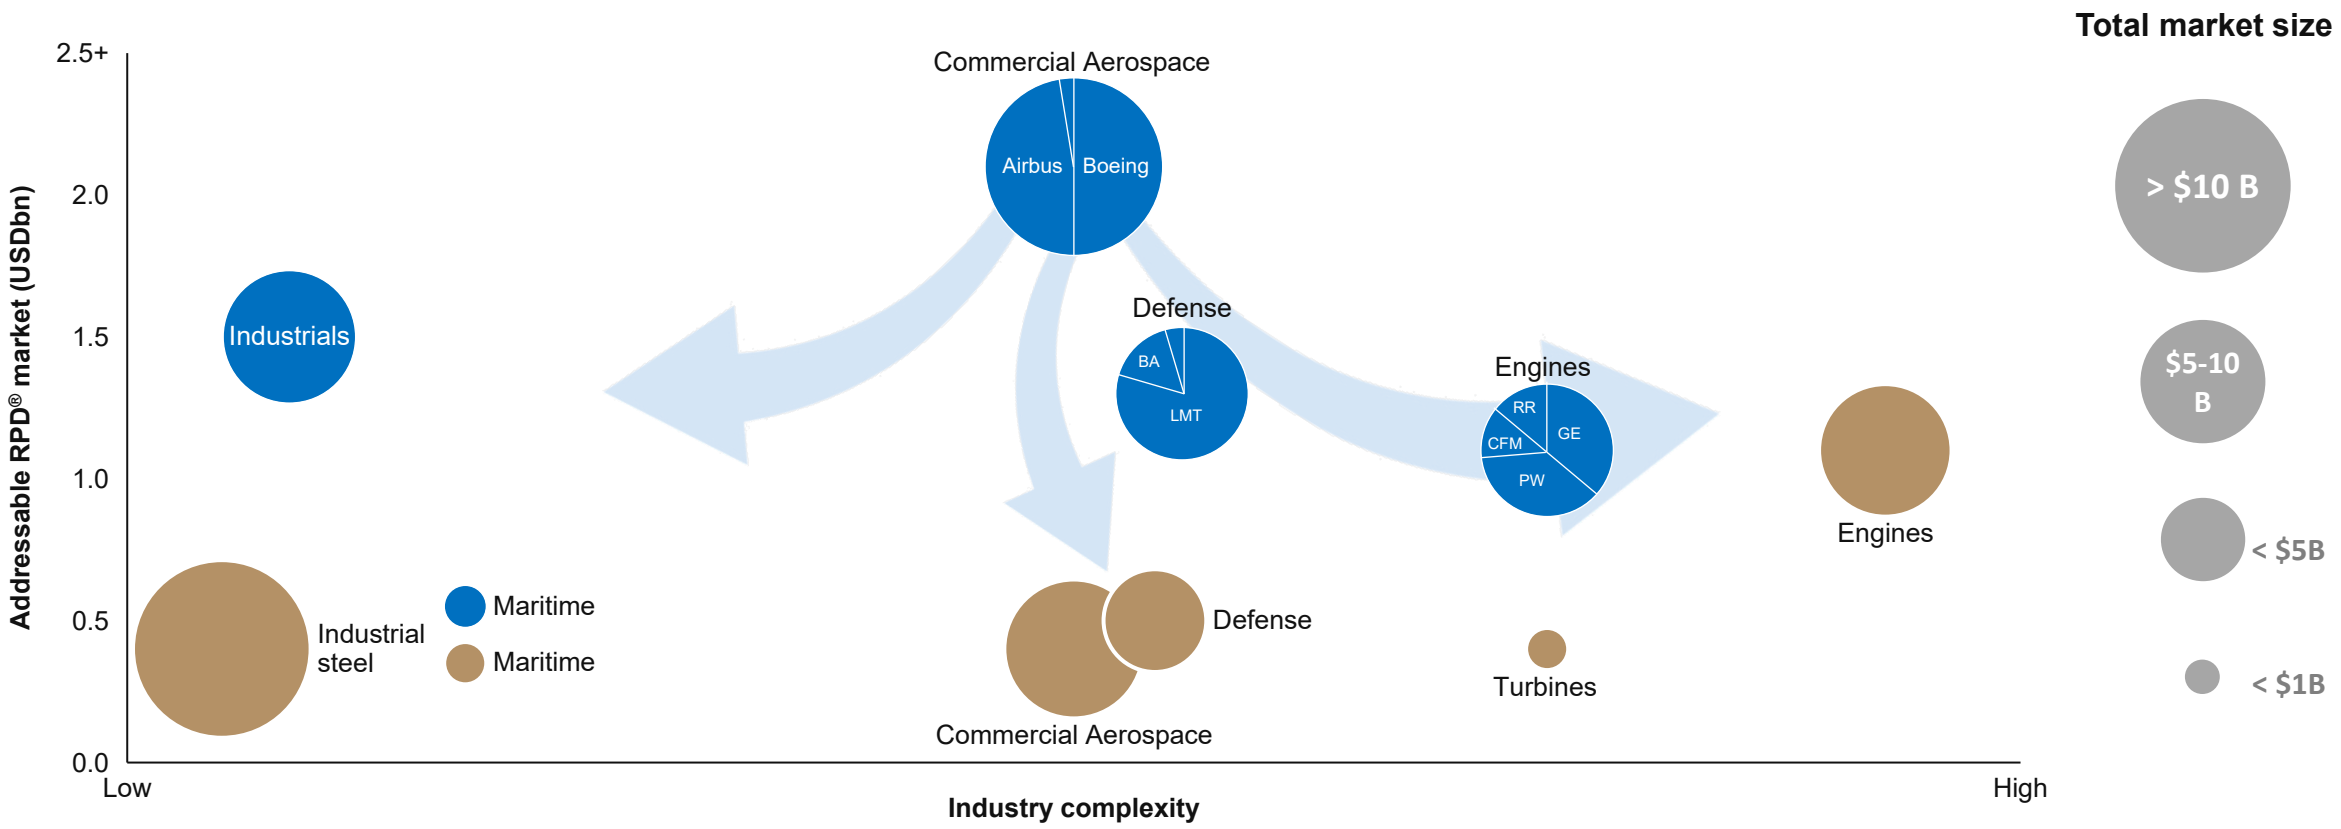 Total market size
2.5+
2.0
1.5
1.0
0.5
0.0
Addressable RPD® market (USDbn)
Commercial Aerospace
Airbus
Boeing
Industrials
Defense
BA
LMT
Engines
RR
GE
CFM
PW
Engines
Industrial
steel
Maritime
Maritime
Defense
Commercial Aerospace
Turbines
Low
High
Industry complexity
> $10 B
$5-10
B
< $5B
< $1B